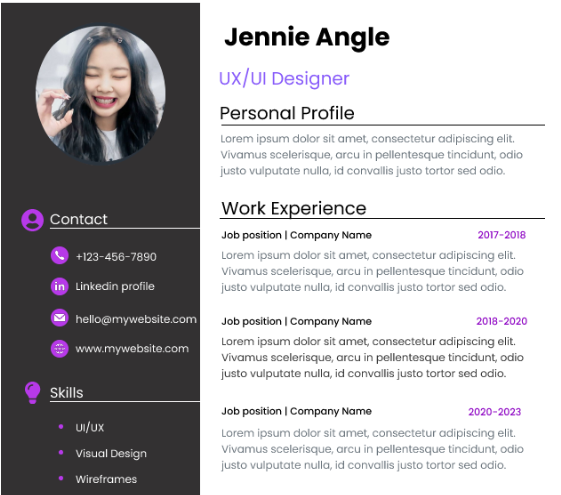 Jennie Angle
UX/UI Designer
Personal Profile
Lorem ipsum dolor sit amet, consectetur adipiscing elit.
Vivamus scelerisque, arcu in pellentesque tincidunt, odio
justo vulputate nulla, id convallis justo sem sed odio.
Work Experience
Job position | Company Name 2017-2018
Lorem ipsum dolor sit amet, consectetur adipiscing elit.
Vivamus scelerisque, arcu in pellentesque tincidunt, odio
justo vulputate nulla, id convallis justo sem sed odio.
Job position | Company Name 2018-2020
Lorem ipsum dolor sit amet, consectetur adipiscing elit.
Vivamus scelerisque, arcu in pellentesque tincidunt, odio
justo vulputate nulla, id convallis justo tortor sem sed odio.
Job position | Company Name 2020-2023
Lorem ipsum dolor sit amet, consectetur adipiscing elit.
Vivamus scelerisque, arcu in pellentesque tincidunt, odio
justo vulputate nulla, id convallis justo sem sed odio.
Contact
+123-456-7890
Linkedin profile
in
hello@mywebsite.com
www.mywebsite.com
Skills
UI/UX
Visual Design
Wireframes